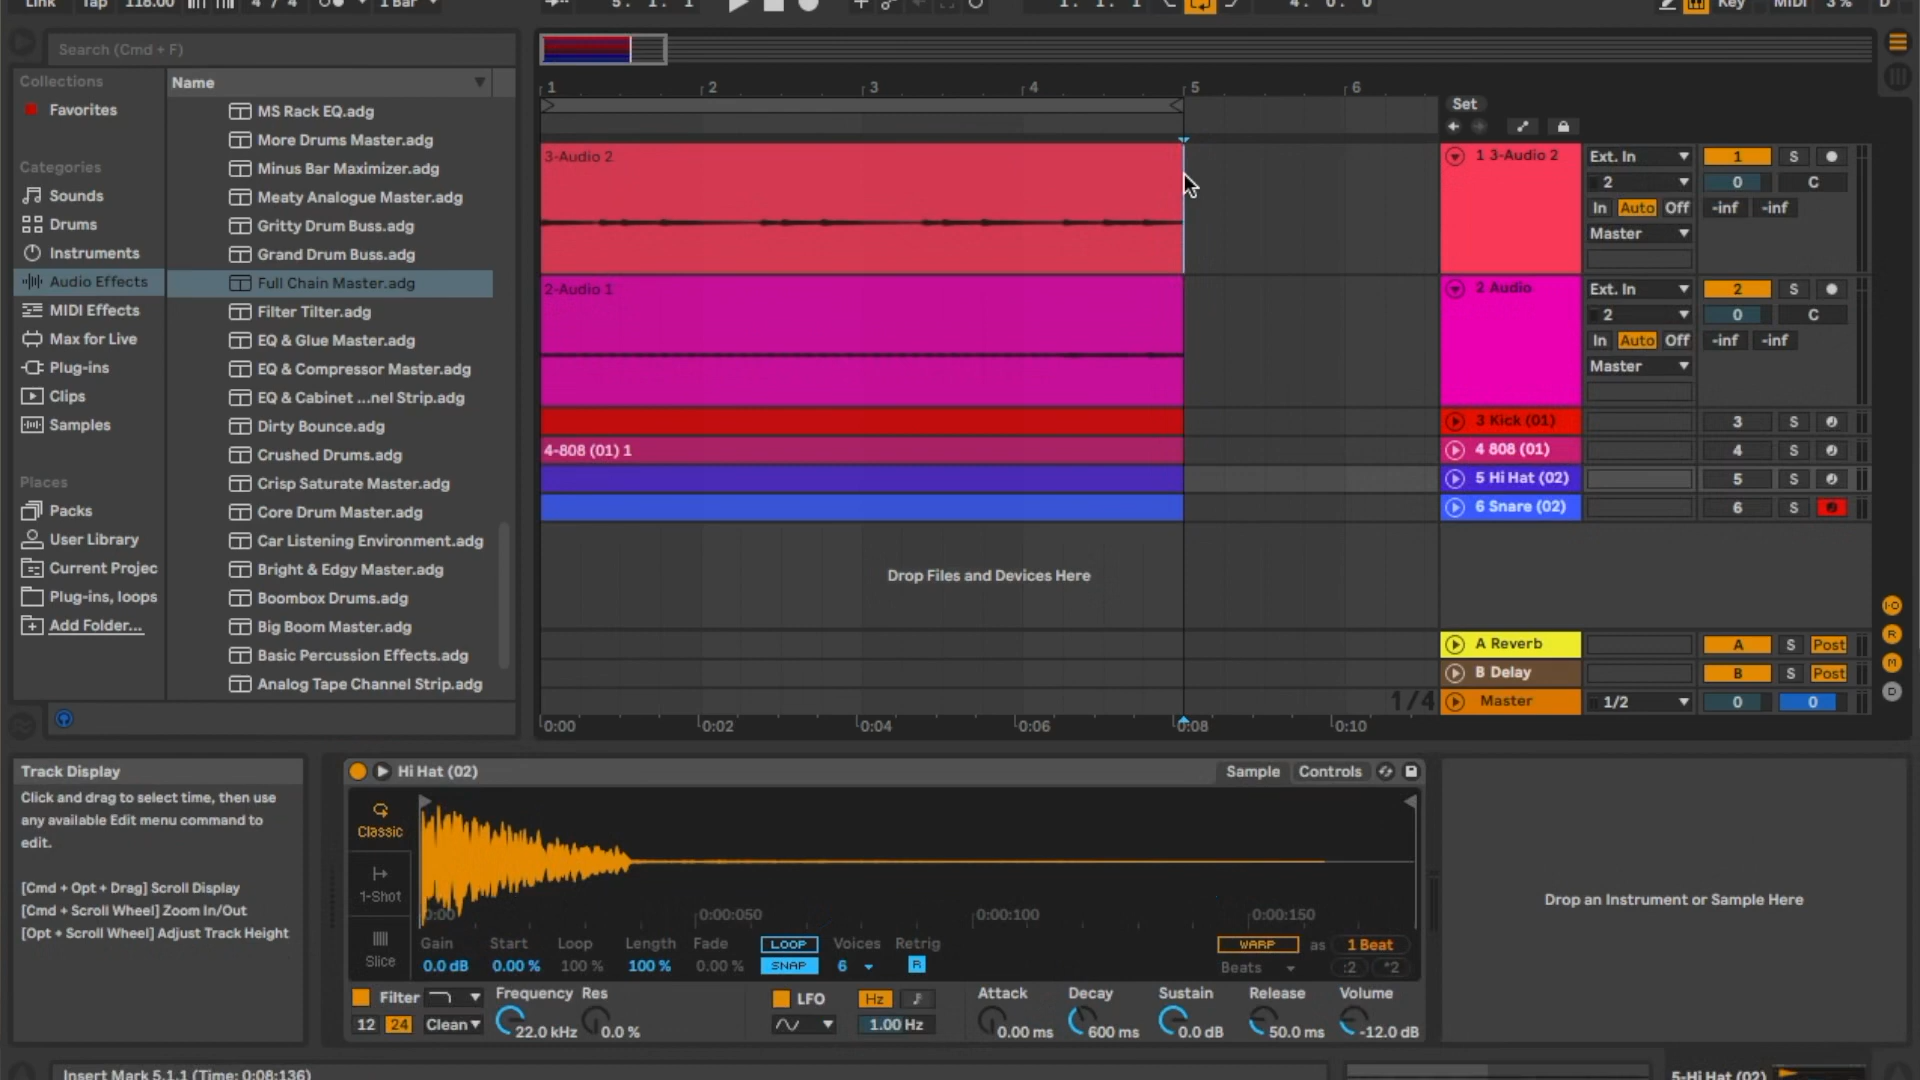 Link Tap 118.00 4 / 4 1 Bar 5. 1. 1 1. 1. 1 4. 0. 0 Key MIDI 3 % D
Search (Cmd + F)
Collections
Favorites
Categories
Sounds
Drums
Instruments
Audio Effects
MIDI Effects
Max for Live
Plug-ins
Clips
Samples
Places
Packs
User Library
Current Projec
Plug-ins, loops
Add Folder...
Name
MS Rack EQ.adg
More Drums Master.adg
Minus Bar Maximizer.adg
Meaty Analogue Master.adg
Gritty Drum Buss.adg
Grand Drum Buss.adg
Full Chain Master.adg
Filter Tilter.adg
EQ & Glue Master.adg
EQ & Compressor Master.adg
EQ & Cabinet ...nel Strip.adg
Dirty Bounce.adg
Crushed Drums.adg
Crisp Saturate Master.adg
Core Drum Master.adg
Car Listening Environment.adg
Bright & Edgy Master.adg
Boombox Drums.adg
Big Boom Master.adg
Basic Percussion Effects.adg
Analog Tape Channel Strip.adg
1 2 3 4 5 6
3-Audio 2
2-Audio 1
4-808 (01) 1
Drop Files and Devices Here
1/4
0:00 0:02 0:04 0:06 0:08 0:10
Set
1 3-Audio 2 Ext. In 1 S
2 0 C
In Auto Off -inf -inf
Master
2 Audio Ext. In 2 S
2 0 C
In Auto Off -inf -inf
Master
3 Kick (01) 3 S
4 808 (01) 4 S
5 Hi Hat (02) 5 S
6 Snare (02) 6 S
A Reverb A S Post
B Delay B S Post
Master 1/2 0 0
I-O
R
M
D
Track Display
Click and drag to select time, then use
any available Edit menu command to
edit.
[Cmd + Opt + Drag] Scroll Display
[Cmd + Scroll Wheel] Zoom In/Out
[Opt + Scroll Wheel] Adjust Track Height
Hi Hat (02) Sample Controls
Classic
1-Shot
Slice
0:00 0:00:050 0:00:100 0:00:150
Gain Start Loop Length Fade LOOP Voices Retrig WARP as 1 Beat
0.0 dB 0.00 % 100 % 100 % 0.00 % SNAP 6 R Beats :2 *2
Filter Frequency Res LFO Hz Attack Decay Sustain Release Volume
12 24 Clean 22.0 kHz 0.0 % 1.00 Hz 0.00 ms 600 ms 0.0 dB 50.0 ms -12.0 dB
Drop an Instrument or Sample Here
Insert Mark 5.1.1 (Time: 0:08:136)
5-Hi Hat (02)